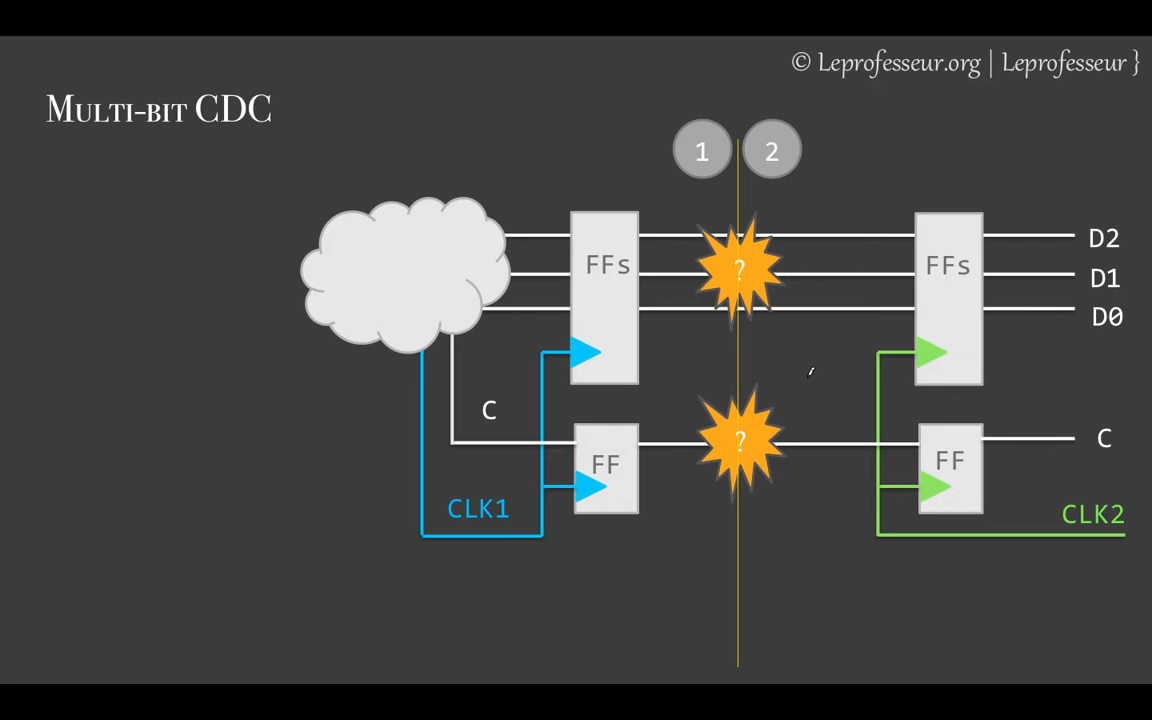 © Leprofesseur.org | Leprofesseur }
Multi-bit CDC
1
2
?
FFs
FFs
D2
D1
D0
C
?
FF
FF
C
CLK1
CLK2